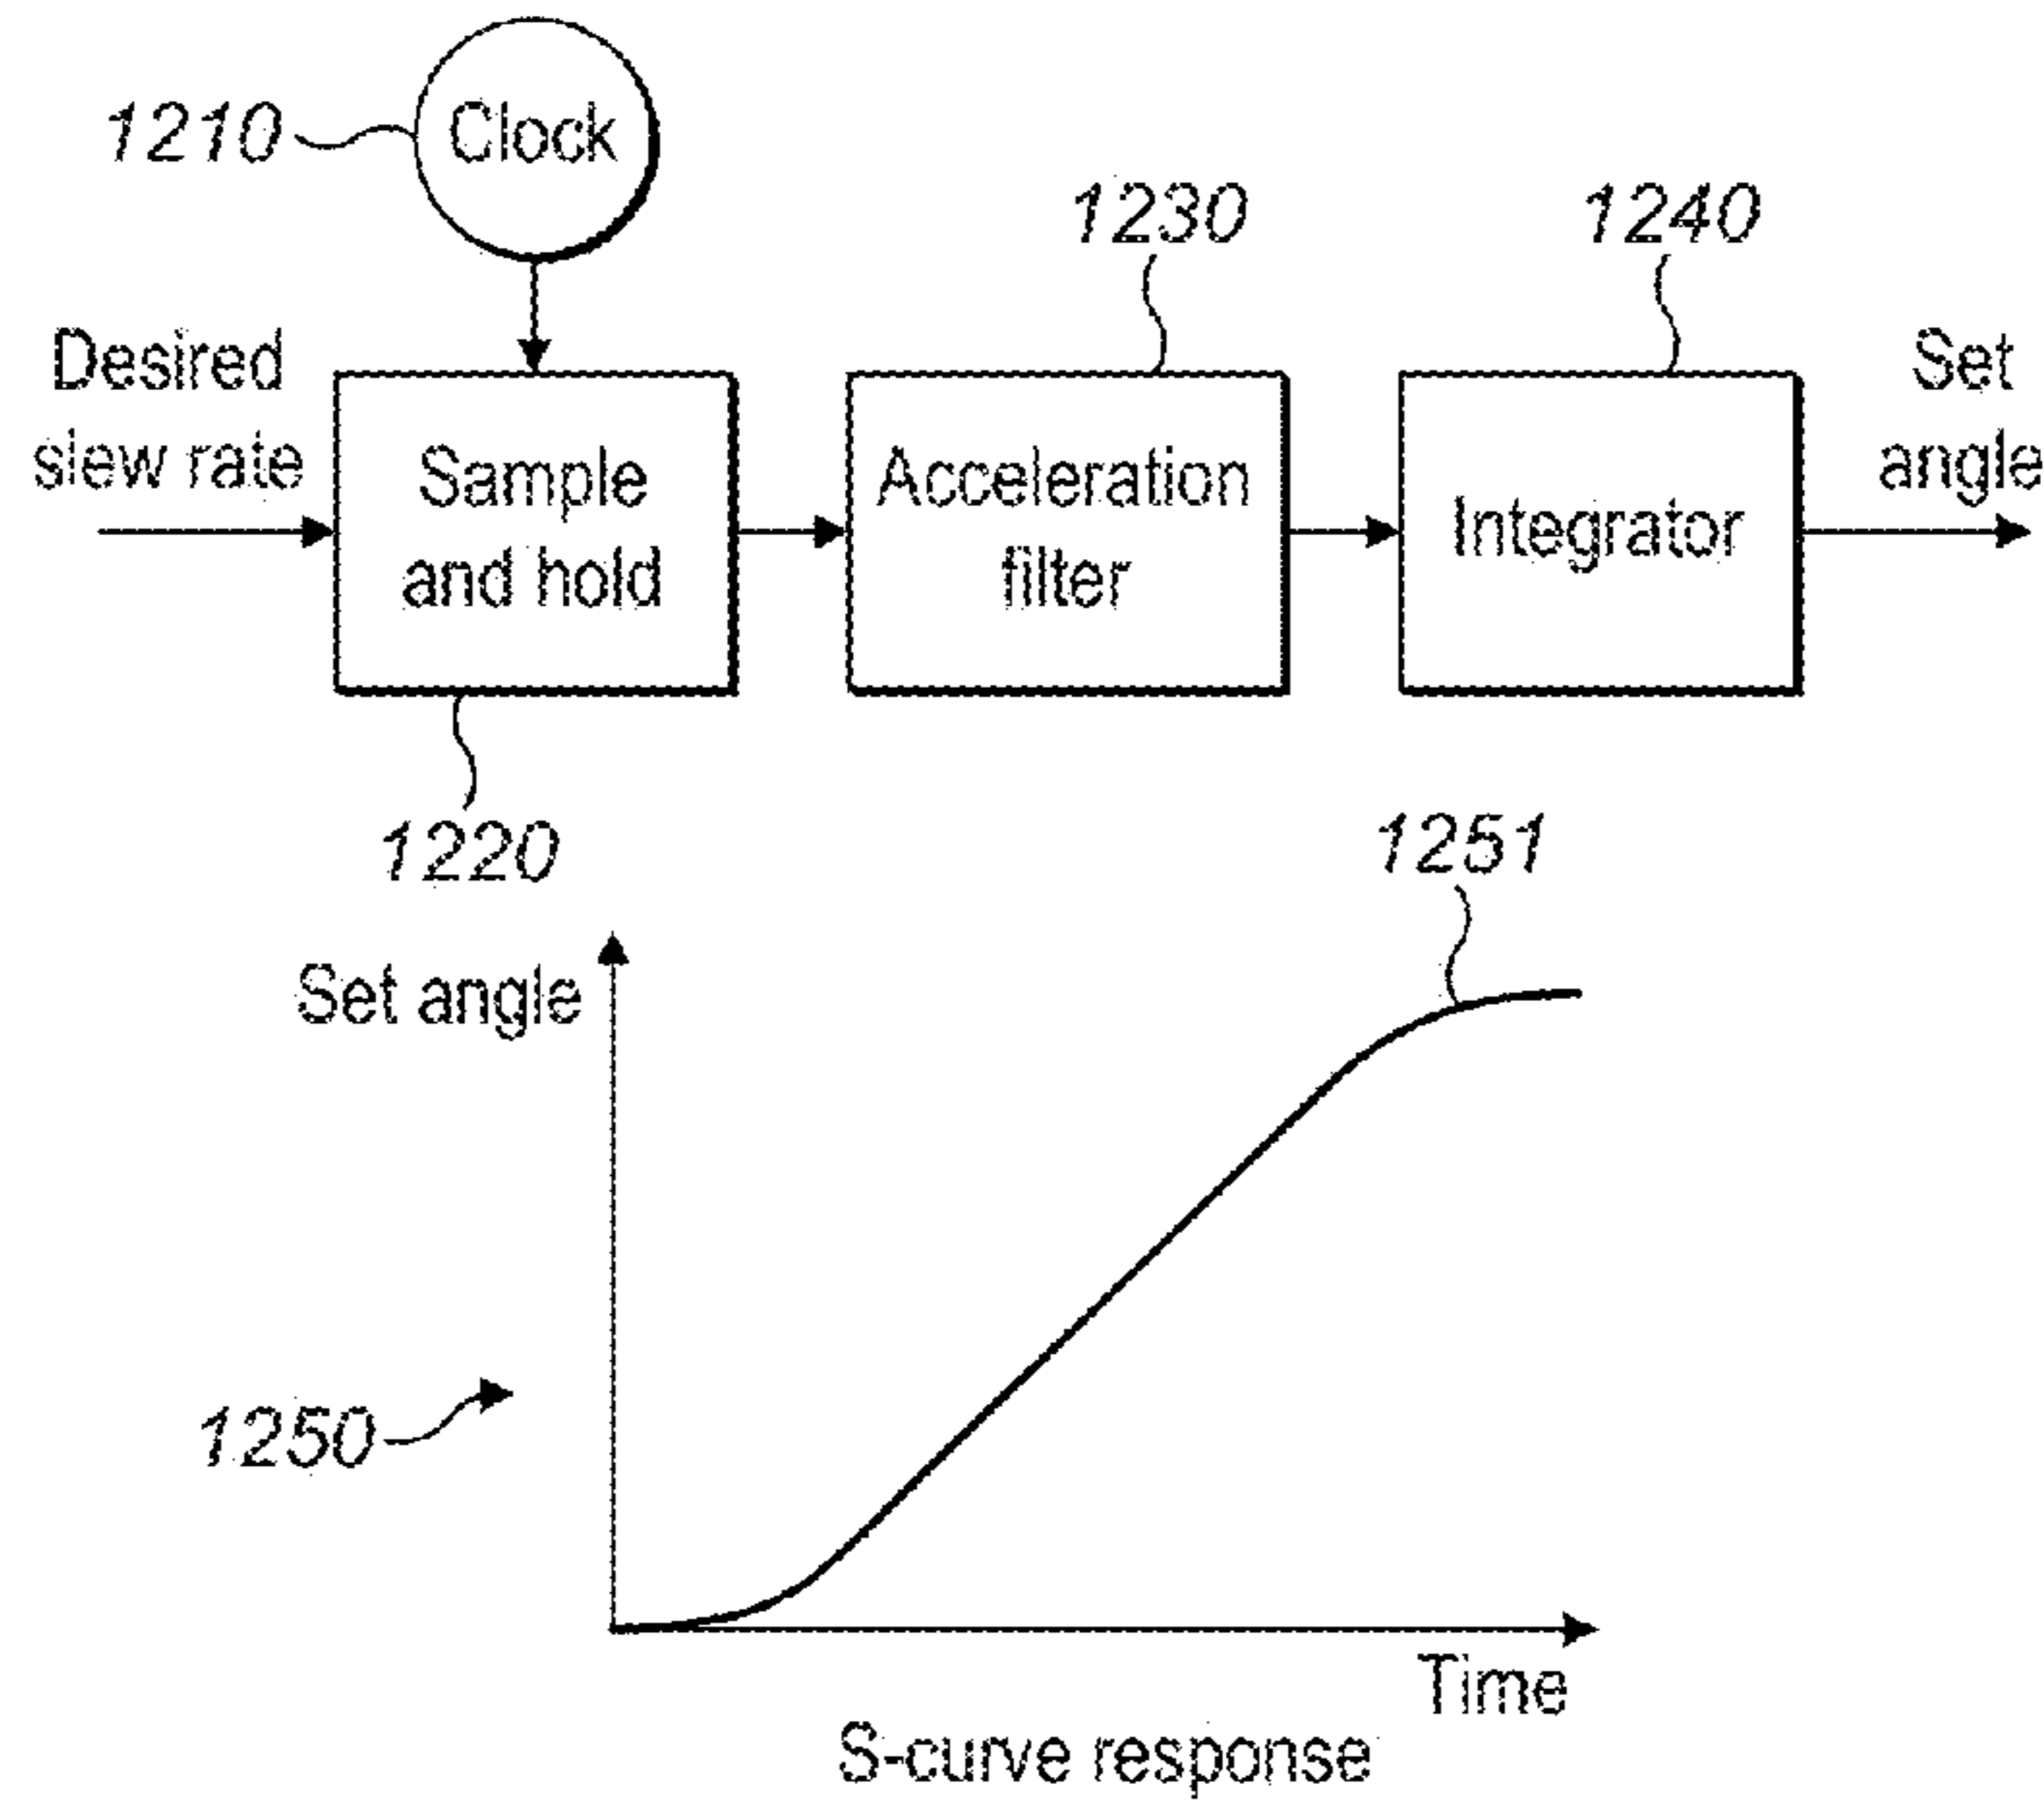 1210
Clock
1230
1240
Desired
slew rate
Sample
and hold
Acceleration
filter
Integrator
Set
angle
1220
1251
Set angle
1250
Time
S-curve response